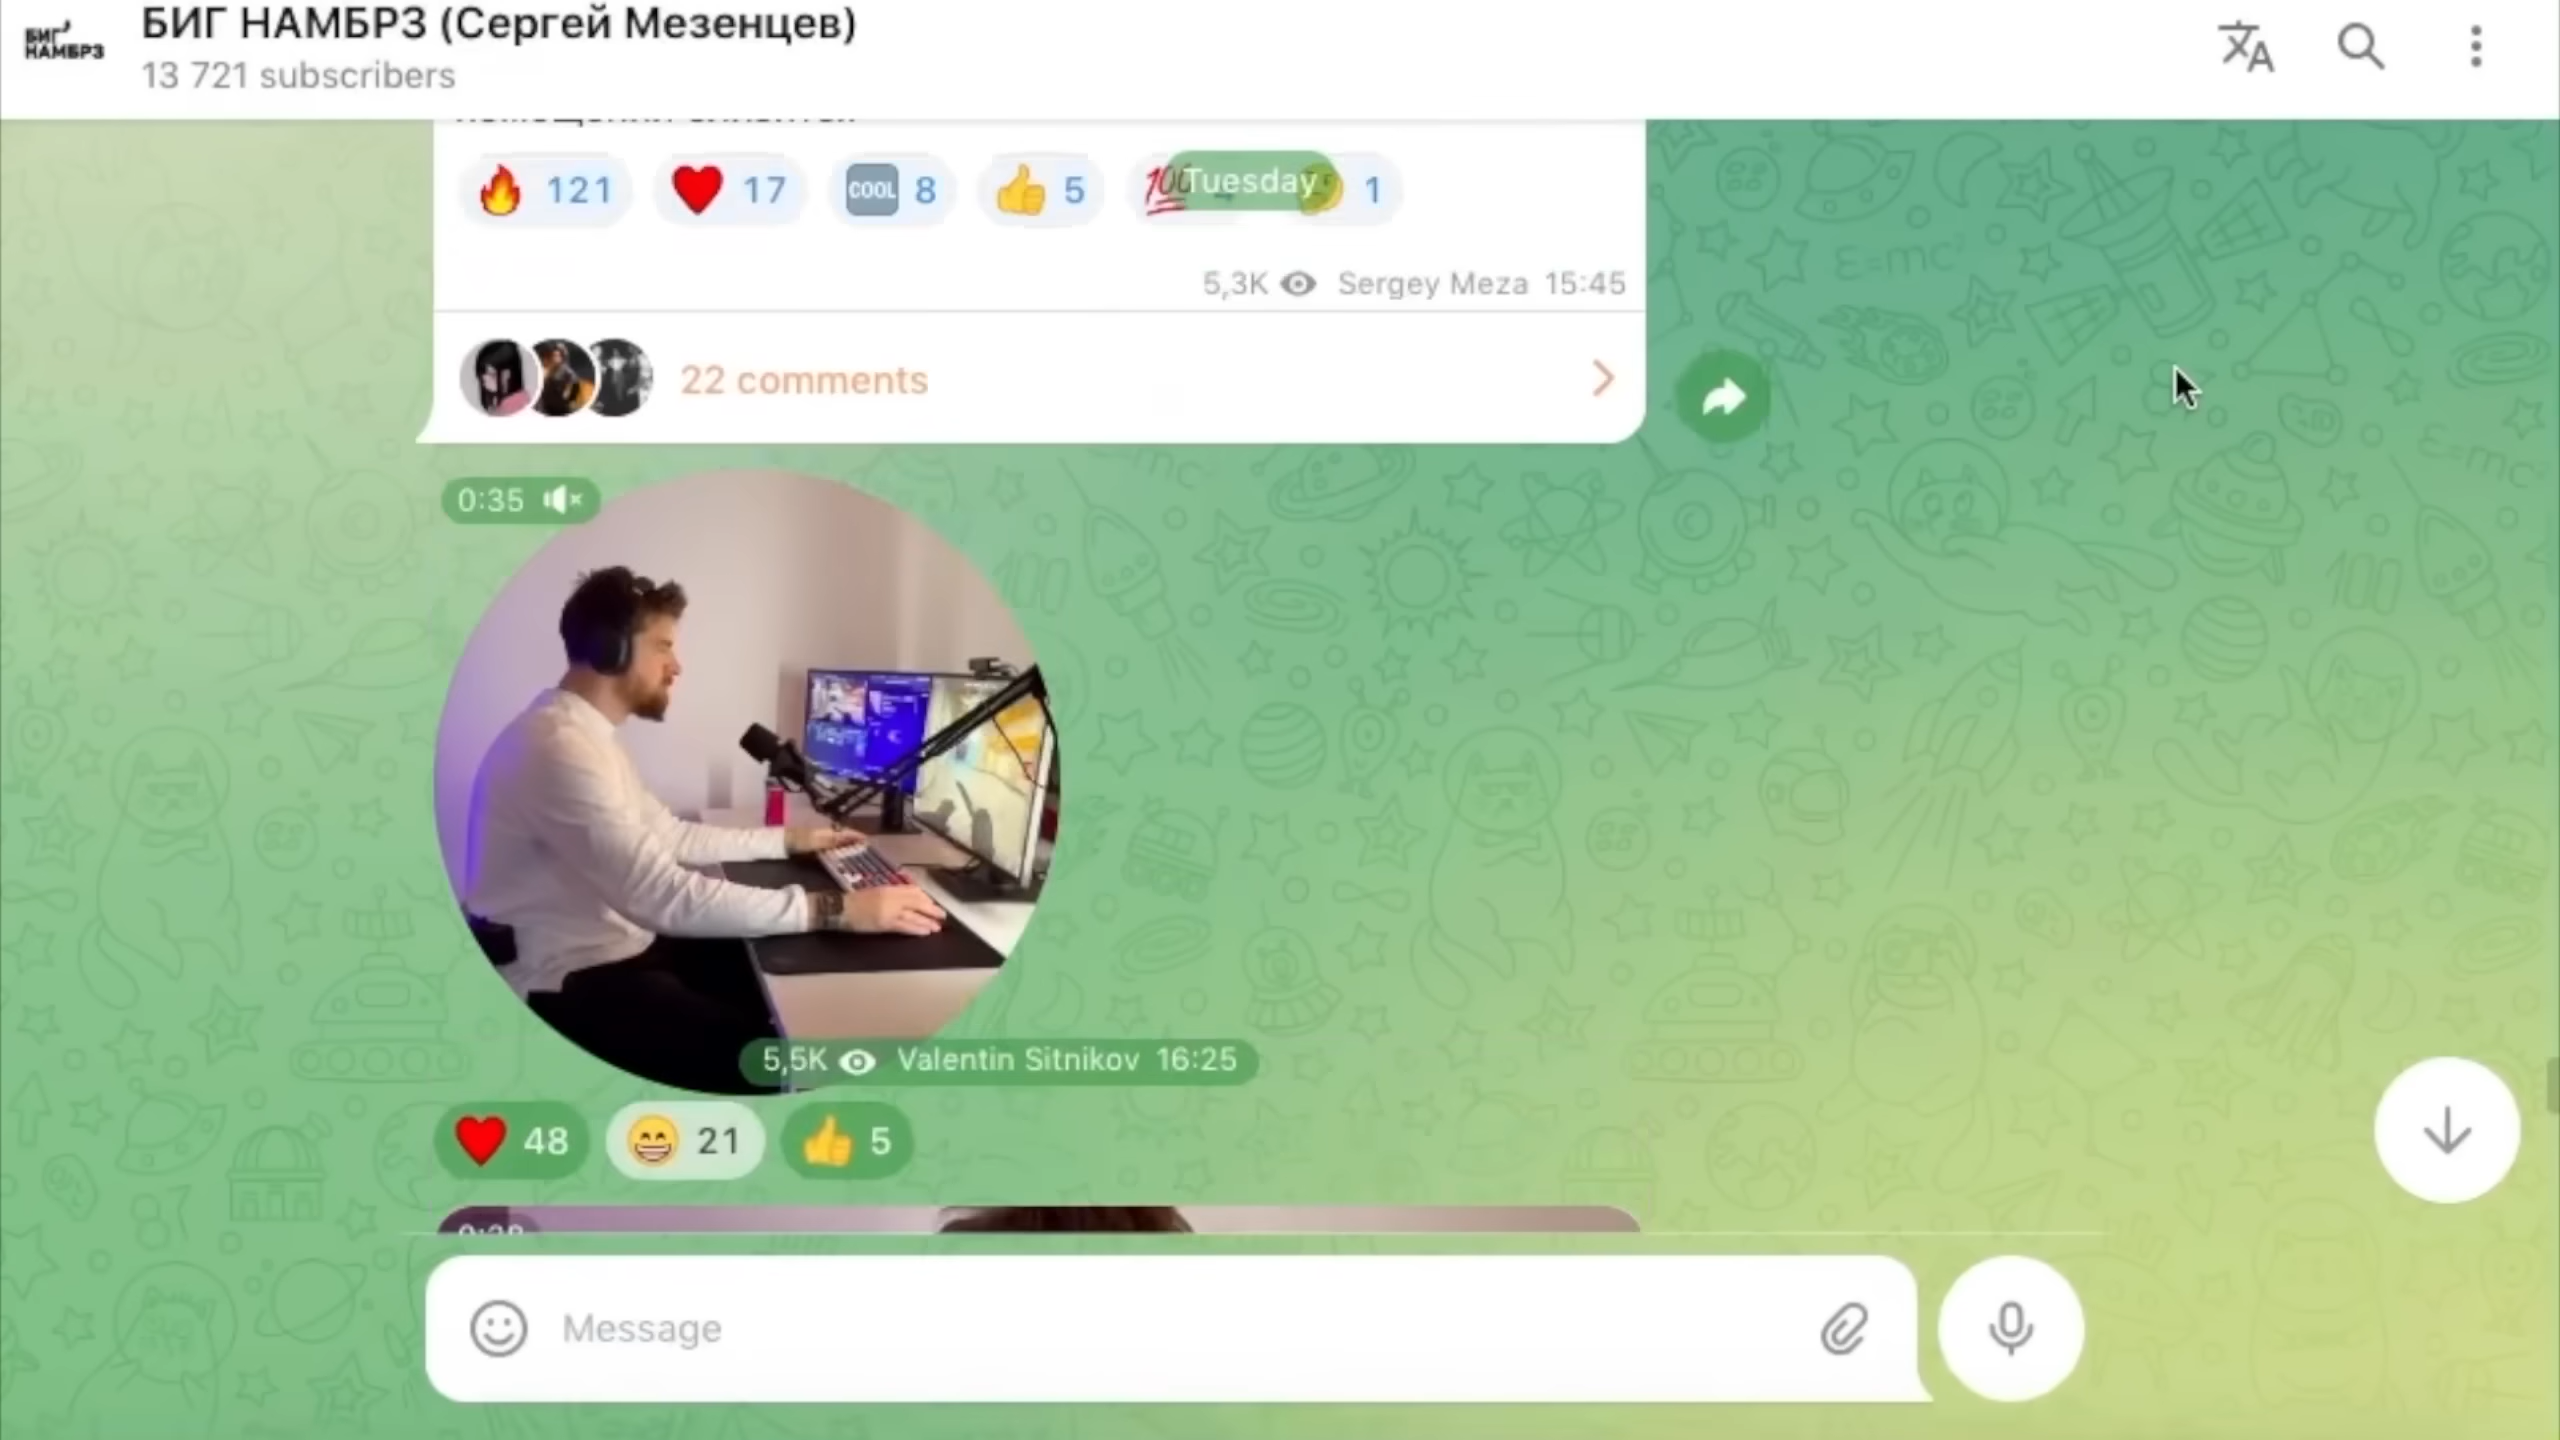 БИГ НАМБРЗ (Сергей Мезенцев)
БИГ
НАМБРЗ
13 721 subscribers
121 17 COOL 8 5 100 1
Tuesday
5,3K Sergey Meza 15:45
22 comments
0:35
5,5K Valentin Sitnikov 16:25
48 21 5
Message